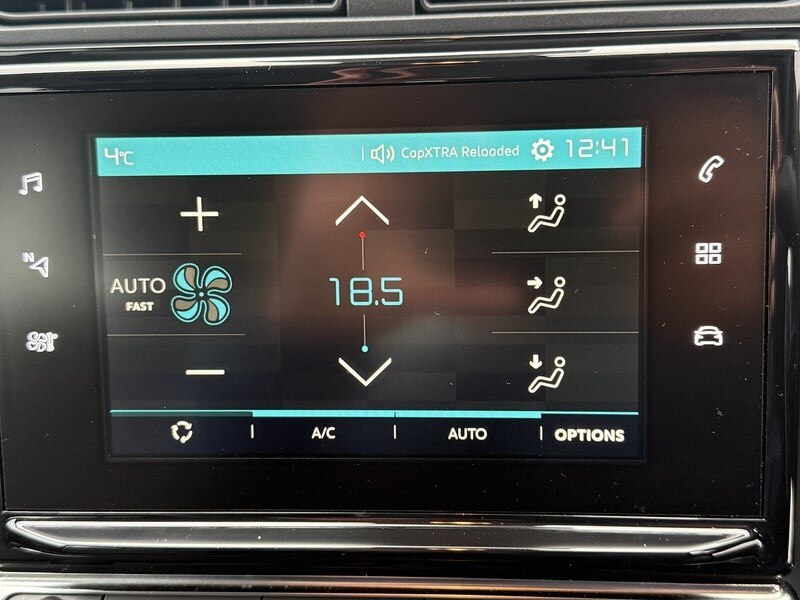 4°C
CapXTRA Reloaded
12:41
N
AUTO
FAST
18.5
A/C
AUTO
OPTIONS